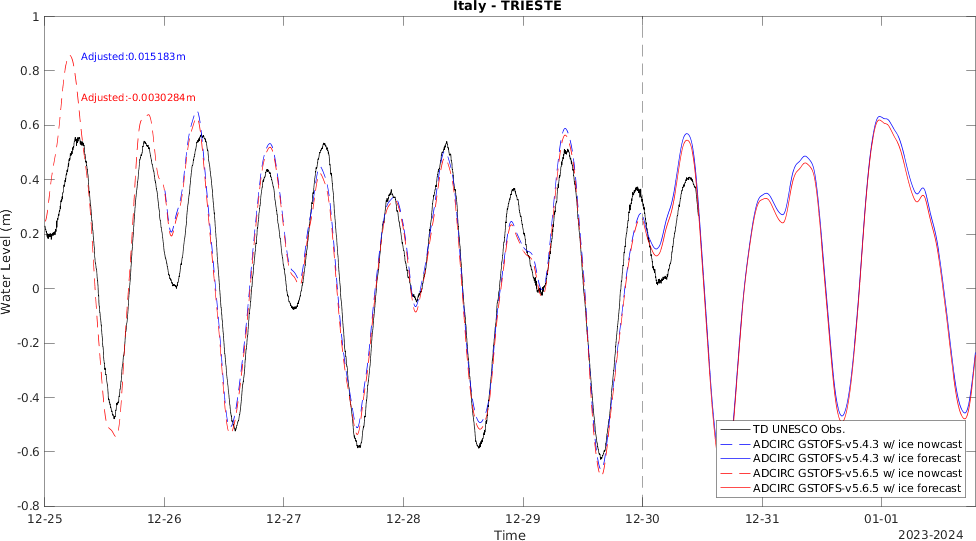 Italy - TRIESTE
1
0.8
0.6
0.4
0.2
0
-0.2
-0.4
-0.6
-0.8
Water Level (m)
Adjusted:0.015183m
Adjusted:-0.0030284m
TD UNESCO Obs.
ADCIRC GSTOFS-v5.4.3 w/ ice nowcast
ADCIRC GSTOFS-v5.4.3 w/ ice forecast
ADCIRC GSTOFS-v5.6.5 w/ ice nowcast
ADCIRC GSTOFS-v5.6.5 w/ ice forecast
12-25 12-26 12-27 12-28 12-29 12-30 12-31 01-01
Time
2023-2024